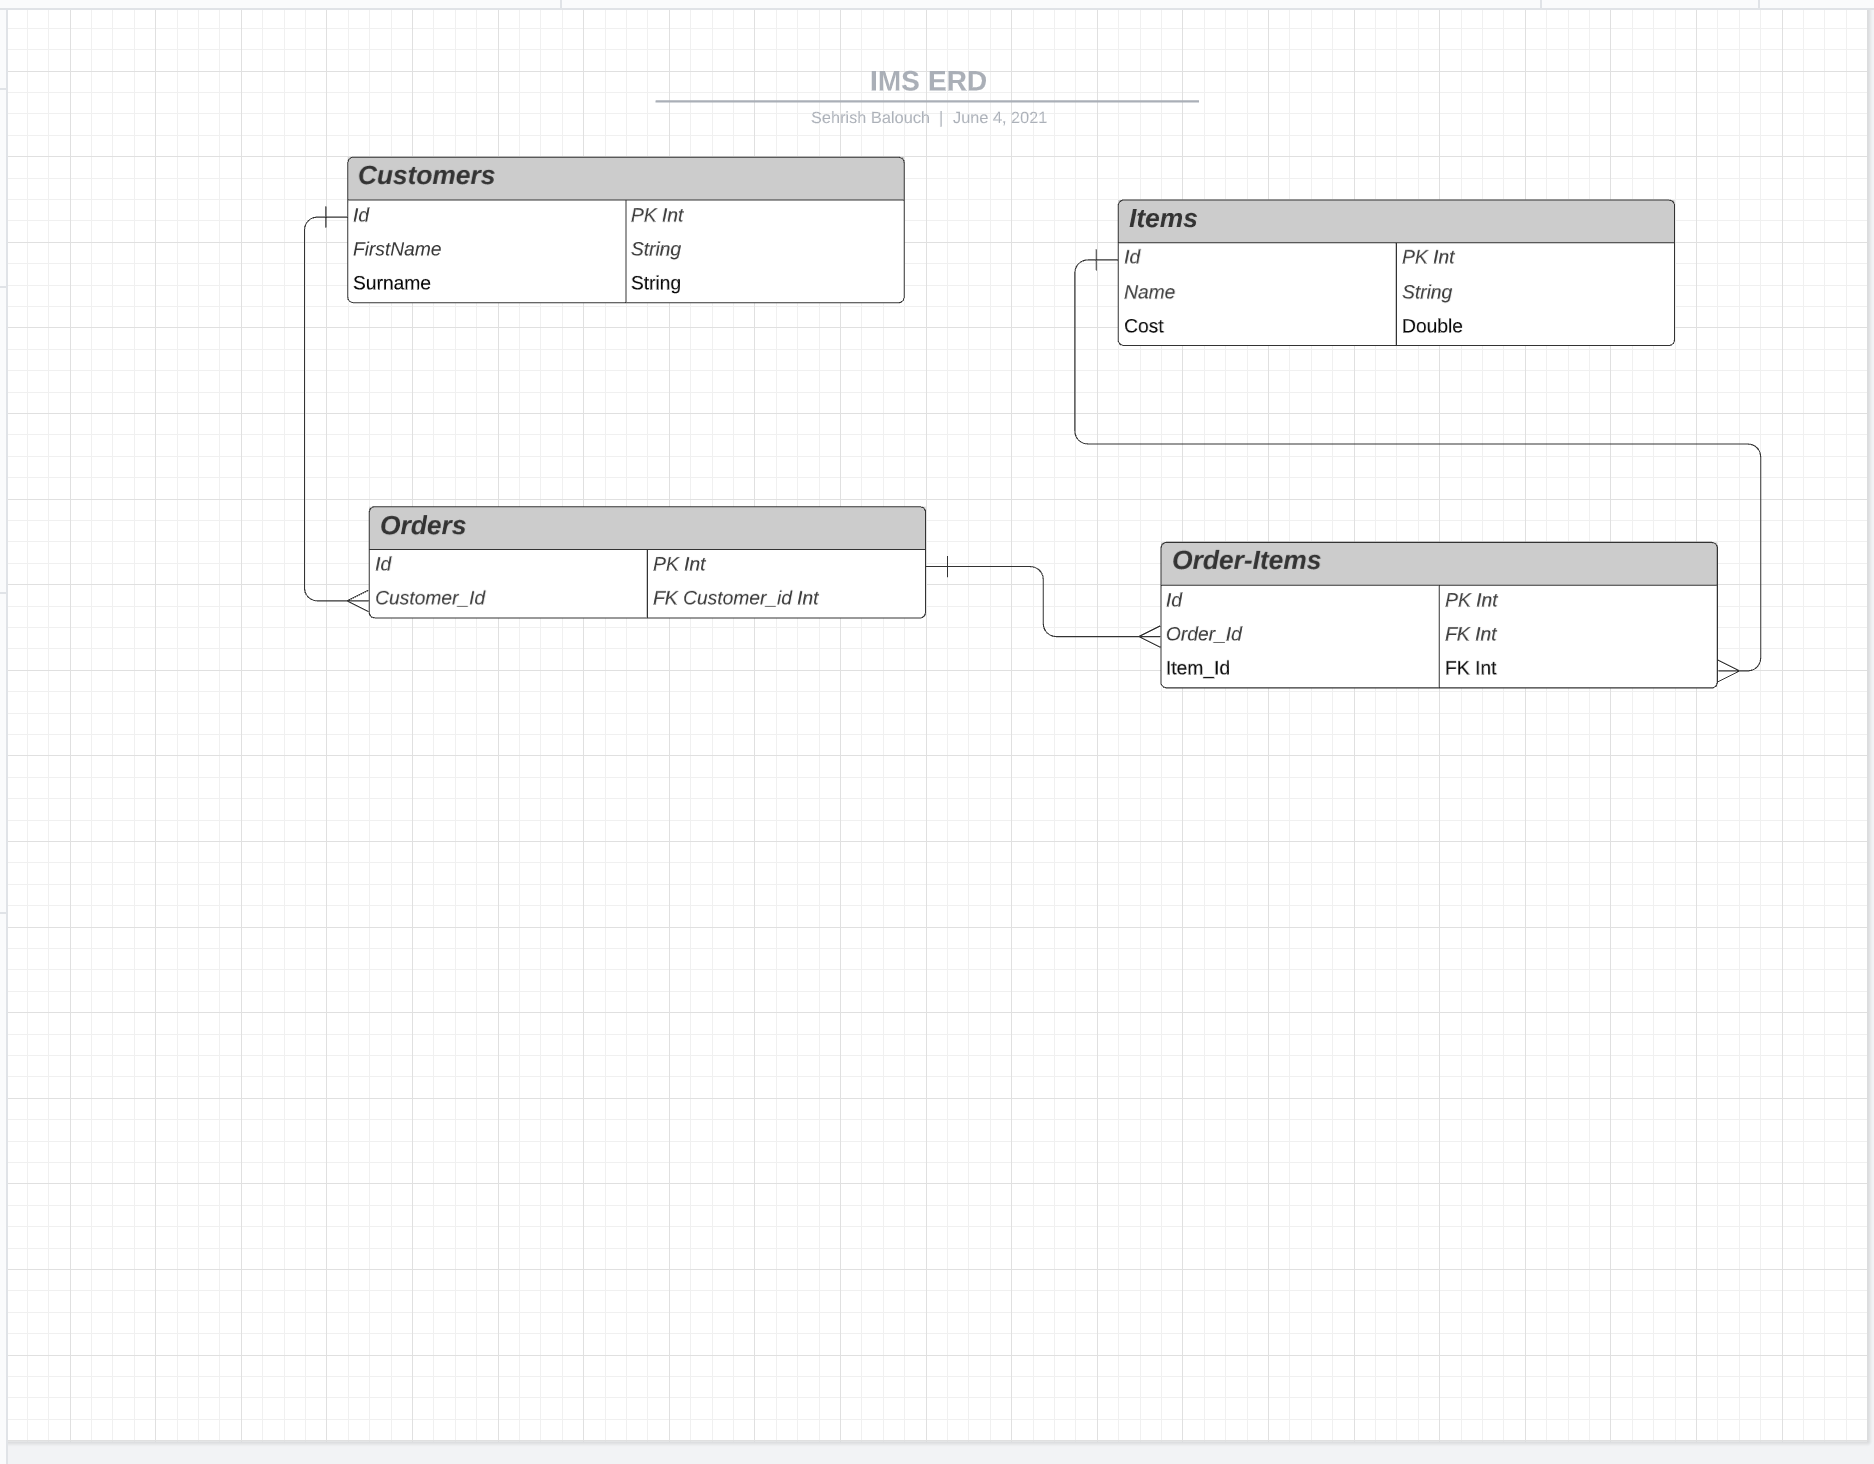 IMS ERD
Sehrish Balouch | June 4, 2021
Customers
Id PK Int
FirstName String
Surname String
Items
Id PK Int
Name String
Cost Double
Orders
Id PK Int
Customer_Id FK Customer_id Int
Order-Items
Id PK Int
Order_Id FK Int
Item_Id FK Int